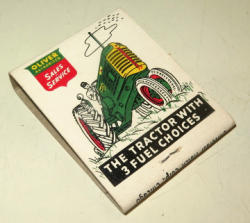 OLIVER
SALES
&
SERVICE
THE TRACTOR WITH
3 FUEL CHOICES